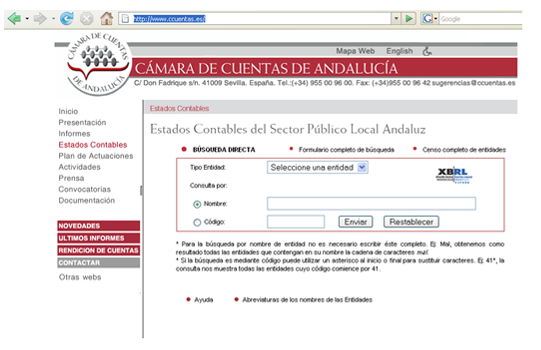 http://www.ccuentas.es/
Google
CÁMARA DE CUENTAS
DE ANDALUCÍA
Mapa Web English
CÁMARA DE CUENTAS DE ANDALUCÍA
C/ Don Fadrique s/n. 41009 Sevilla. España. Tel.:(+34) 955 00 96 00. Fax: (+34)955 00 96 42 sugerencias@ccuentas.es
Inicio
Presentación
Informes
Estados Contables
Plan de Actuaciones
Actividades
Prensa
Convocatorias
Documentación
NOVEDADES
ULTIMOS INFORMES
RENDICION DE CUENTAS
CONTACTAR
Otras webs
Estados Contables
Estados Contables del Sector Público Local Andaluz
BÚSQUEDA DIRECTA Formulario completo de búsqueda Censo completo de entidades
Tipo Entidad: Seleccione una entidad
XBRL
Consulta por:
Nombre:
Código: Enviar Restablecer
* Para la búsqueda por nombre de entidad no es necesario escribir éste completo. Ej: Mal, obtenemos como
resultado todas las entidades que contengan en su nombre la cadena de caracteres mal.
* Si la búsqueda es mediante código puede utilizar un asterisco al inicio o final para sustituir caracteres. Ej: 41*, la
consulta nos muestra todas las entidades cuyo código comience por 41.
Ayuda Abreviaturas de los nombres de las Entidades